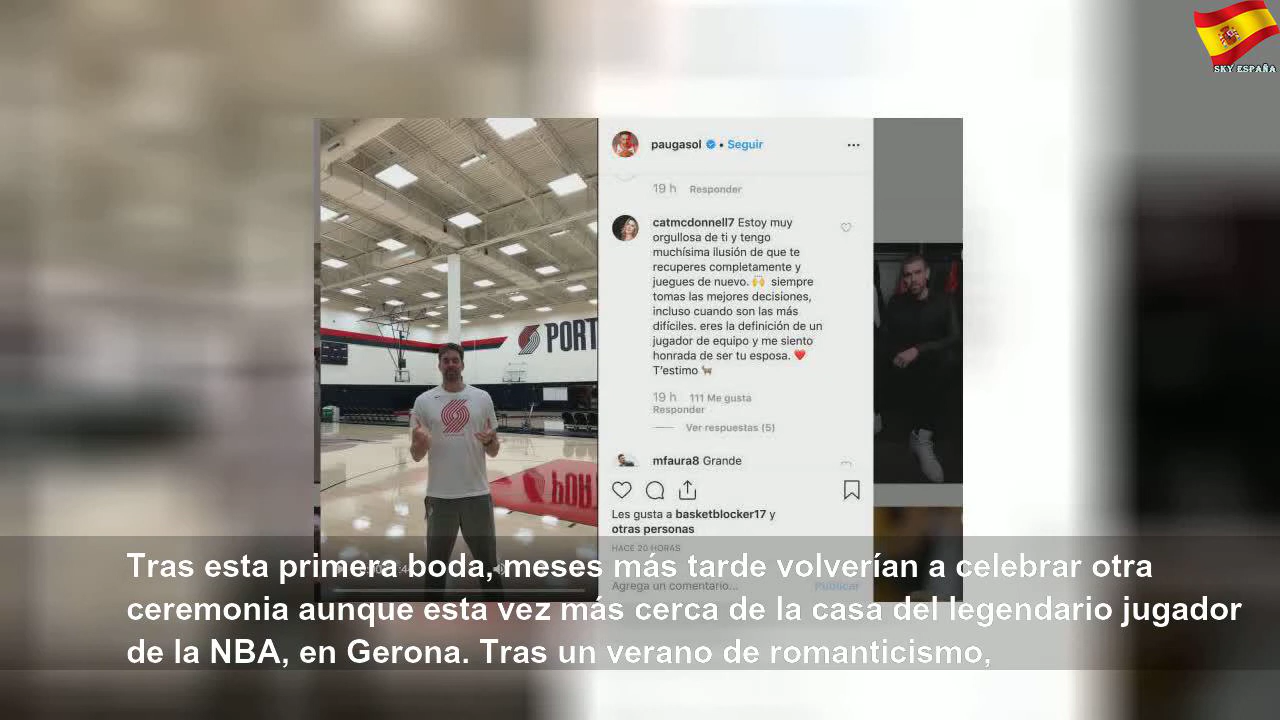 SKY ESPAÑA
paugasol • Seguir
19 h Responder
catmcdonnell7 Estoy muy
orgullosa de ti y tengo
muchísima ilusión de que te
recuperes completamente y
juegues de nuevo. 🙌 siempre
tomas las mejores decisiones,
incluso cuando son las más
difíciles. eres la definición de un
jugador de equipo y me siento
honrada de ser tu esposa. ❤️
T'estimo 🐈
19 h 111 Me gusta
Responder
Ver respuestas (5)
mfaura8 Grande
Les gusta a basketblocker17 y
otras personas
HACE 20 HORAS
Agrega un comentario... Publicar
PORT
Tras esta primera boda, meses más tarde volverían a celebrar otra
ceremonia aunque esta vez más cerca de la casa del legendario jugador
de la NBA, en Gerona. Tras un verano de romanticismo,